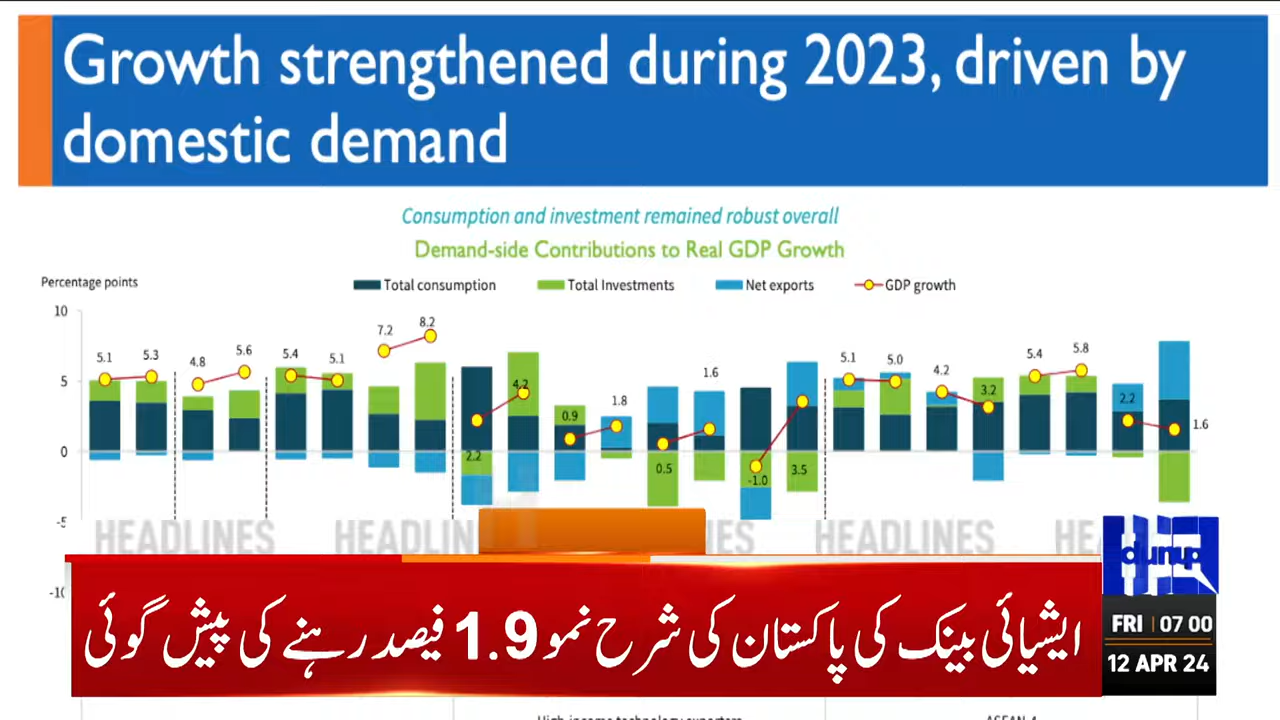 Growth strengthened during 2023, driven by
domestic demand
Consumption and investment remained robust overall
Demand-side Contributions to Real GDP Growth
Percentage points
Total consumption
Total Investments
Net exports
GDP growth
10
5
0
-5
5.1 5.3 4.8 5.6 5.4 5.1 7.2 8.2
2.2 4.2 0.9 1.8 0.5 1.6 -1.0 3.5
5.1 5.0 4.2 3.2 5.4 5.8 2.2 1.6
HEADLINES HEADLIN ES HEADLINES HE
ایشیائی بینک کی پاکستان کی شرح نمو 1.9 فیصد رہنے کی پیش گوئی
FRI 07 00
12 APR 24